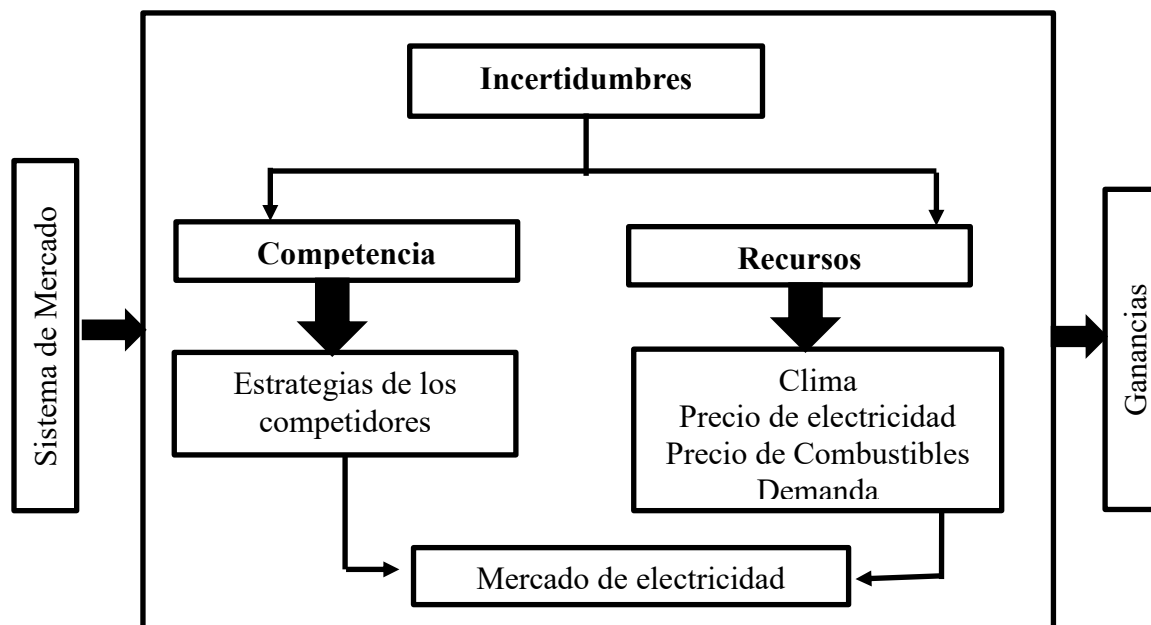 Incertidumbres
Sistema de Mercado
Competencia
Recursos
Estrategias de los
competidores
Clima
Precio de electricidad
Precio de Combustibles
Demanda
Mercado de electricidad
Ganancias